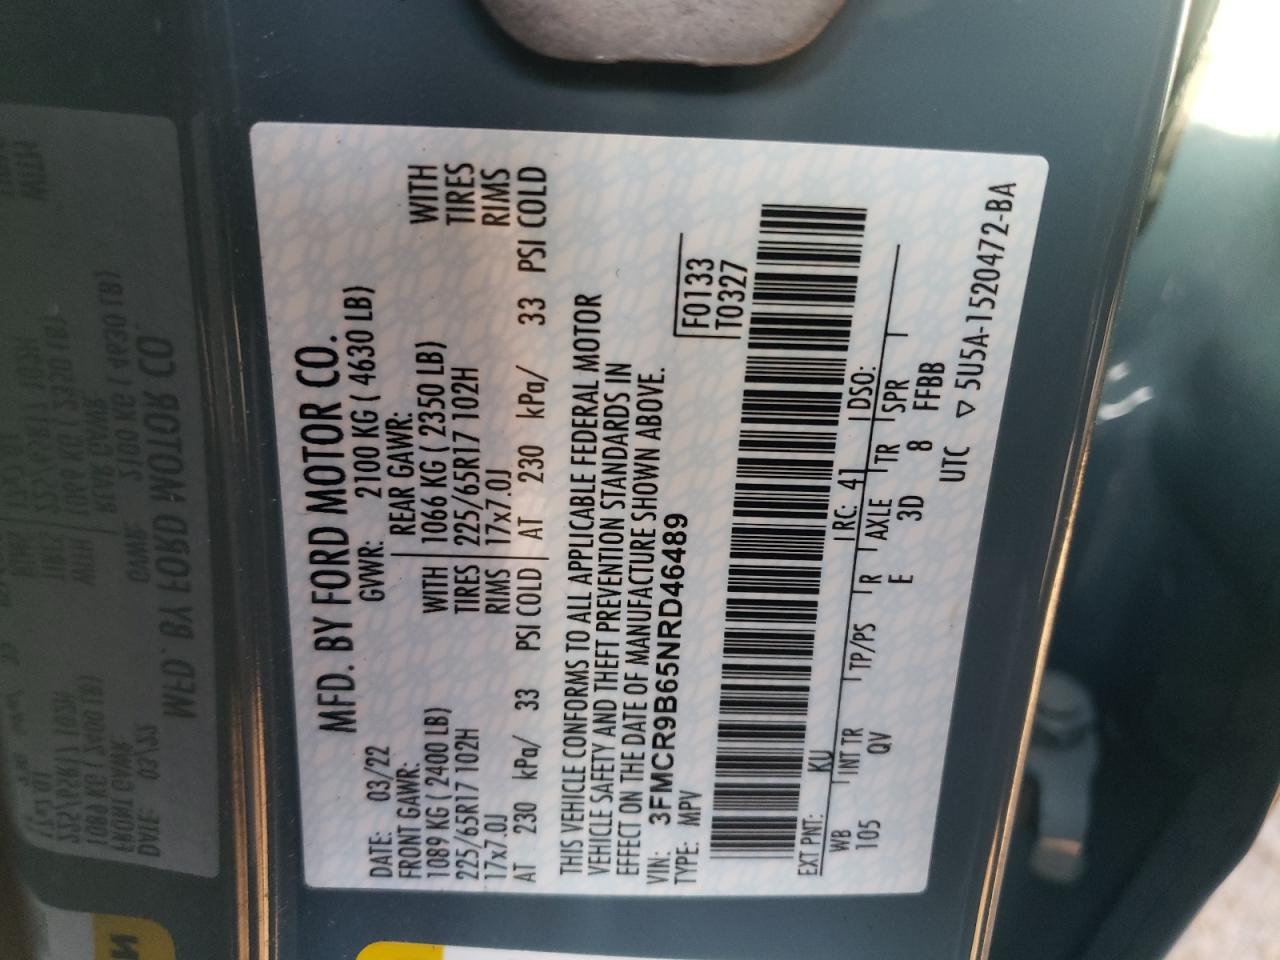 MFD. BY FORD MOTOR CO.
DATE: 03/22 GVWR: 2100 KG ( 4630 LB)
FRONT GAWR: REAR GAWR:
1089 KG ( 2400 LB) WITH 1066 KG ( 2350 LB) WITH
225/65R17 102H TIRES 225/65R17 102H TIRES
17x7.0J RIMS 17x7.0J RIMS
AT 230 kPa/ 33 PSI COLD AT 230 kPa/ 33 PSI COLD
THIS VEHICLE CONFORMS TO ALL APPLICABLE FEDERAL MOTOR
VEHICLE SAFETY AND THEFT PREVENTION STANDARDS IN
EFFECT ON THE DATE OF MANUFACTURE SHOWN ABOVE.
VIN: 3FMCR9B65NRD46489 F0133
TYPE: MPV T0327
EXT PNT: KU RC: 41 DSO:
WB INT TR TP/PS R AXLE TR SPR
105 QV E 3D 8 FFBB
UTC ▽ 5U5A-1520472-BA